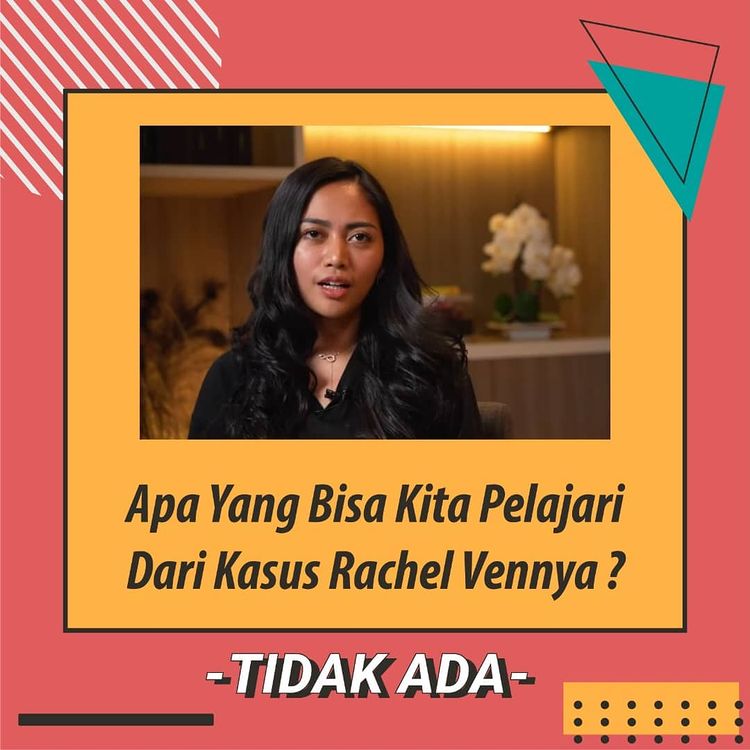 Apa Yang Bisa Kita Pelajari
Dari Kasus Rachel Vennya ?
-TIDAK ADA-